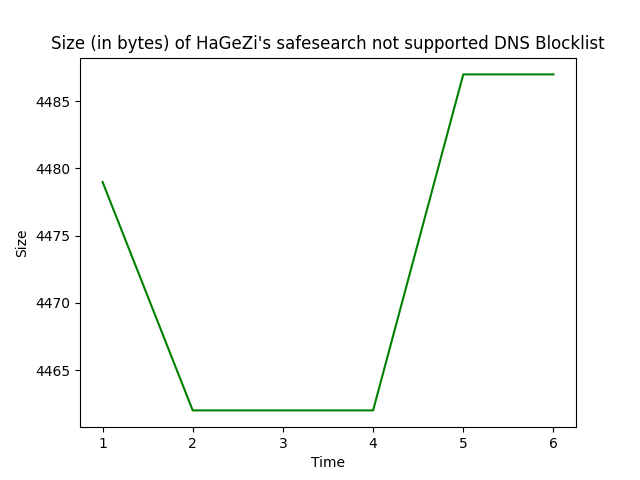 Size (in bytes) of HaGeZi's safesearch not supported DNS Blocklist
4485
4480
4475
4470
4465
Size
1 2 3 4 5 6
Time